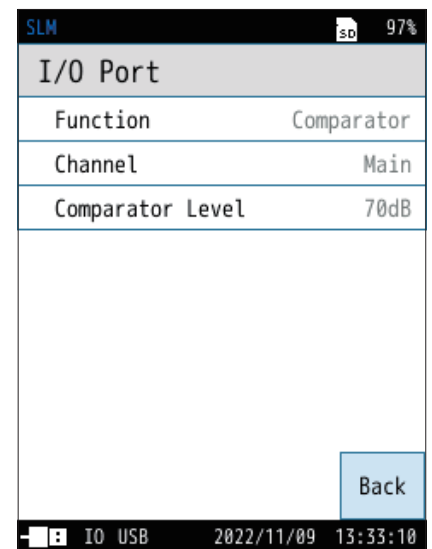 SLM SD 97%
I/O Port
Function Comparator
Channel Main
Comparator Level 70dB
Back
IO USB 2022/11/09 13:33:10